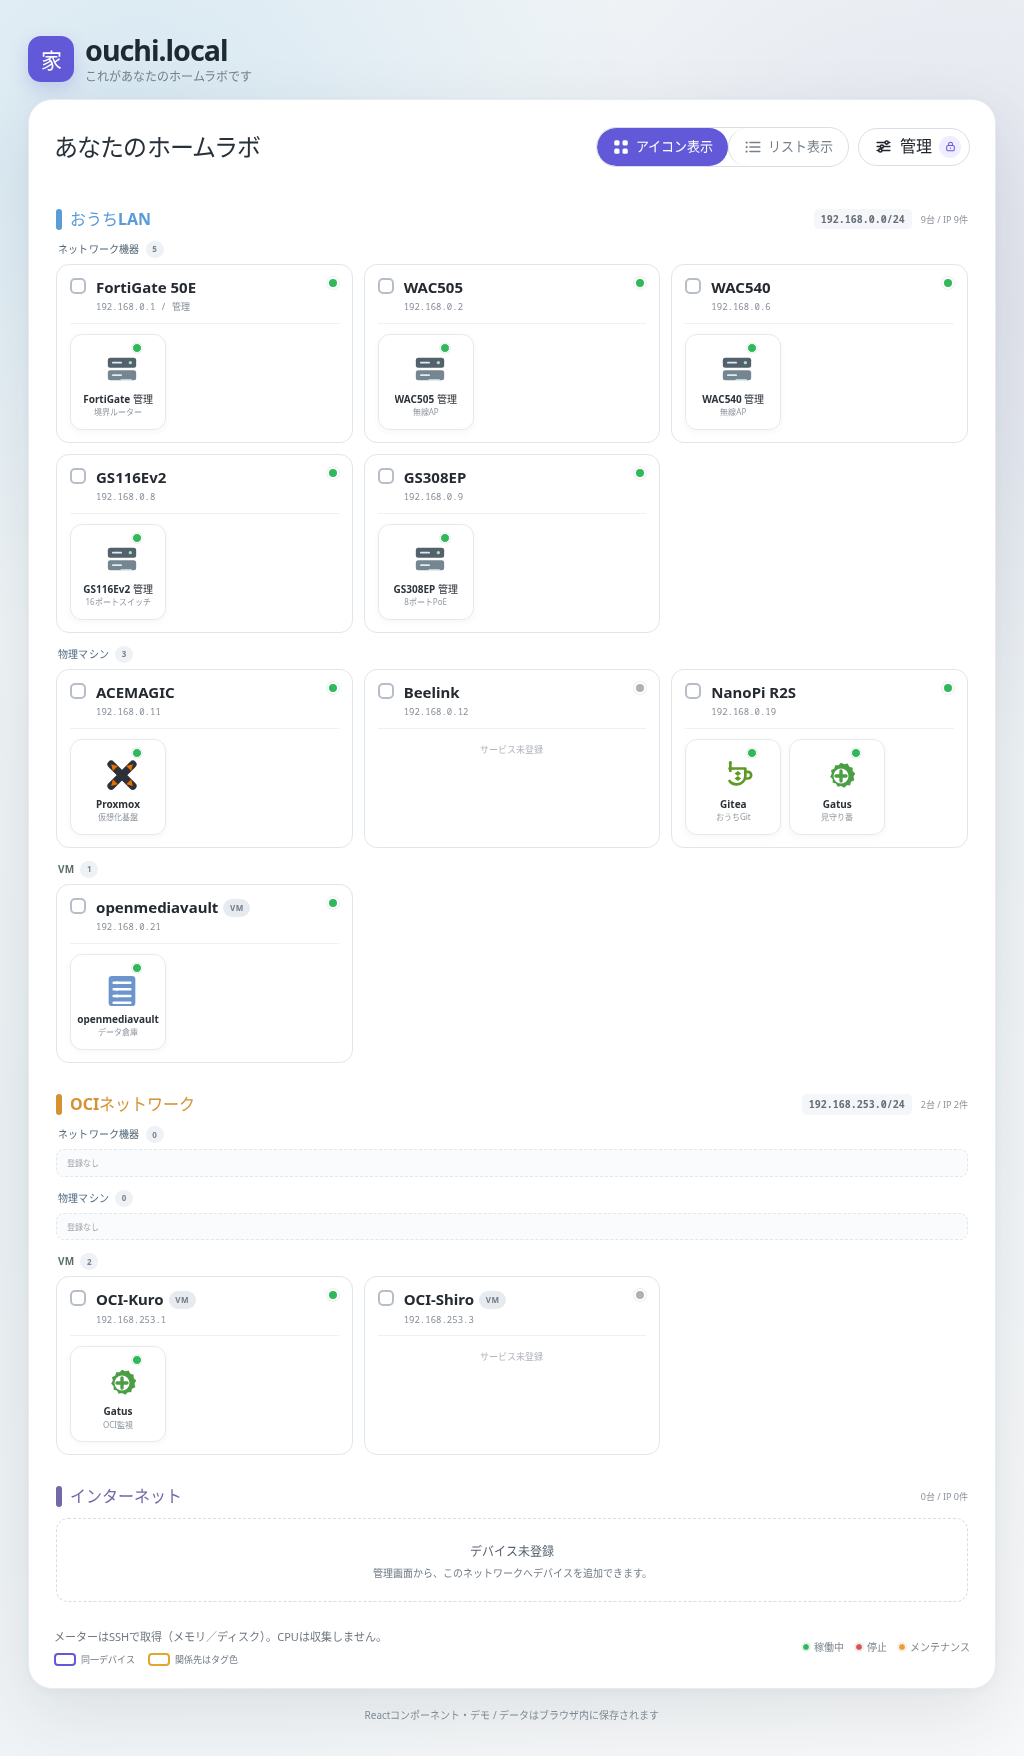 家
ouchi.local
これがあなたのホームラボです
あなたのホームラボ
アイコン表示
リスト表示
管理
おうちLAN
192.168.0.0/24
9台 / IP 9件
ネットワーク機器 5
FortiGate 50E
192.168.0.1 / 管理
FortiGate 管理
境界ルーター
WAC505
192.168.0.2
WAC505 管理
無線AP
WAC540
192.168.0.6
WAC540 管理
無線AP
GS116Ev2
192.168.0.8
GS116Ev2 管理
16ポートスイッチ
GS308EP
192.168.0.9
GS308EP 管理
8ポートPoE
物理マシン 3
ACEMAGIC
192.168.0.11
Proxmox
仮想化基盤
Beelink
192.168.0.12
サービス未登録
NanoPi R2S
192.168.0.19
Gitea
おうちGit
Gatus
見守り番
VM 1
openmediavault VM
192.168.0.21
openmediavault
データ倉庫
OCIネットワーク
192.168.253.0/24
2台 / IP 2件
ネットワーク機器 0
登録なし
物理マシン 0
登録なし
VM 2
OCI-Kuro VM
192.168.253.1
Gatus
OCI監視
OCI-Shiro VM
192.168.253.3
サービス未登録
インターネット
0台 / IP 0件
デバイス未登録
管理画面から、このネットワークへデバイスを追加できます。
メーターはSSHで取得（メモリ／ディスク）。CPUは収集しません。
同一デバイス
関係先はタグ色
稼働中
停止
メンテナンス
Reactコンポーネント・デモ / データはブラウザ内に保存されます